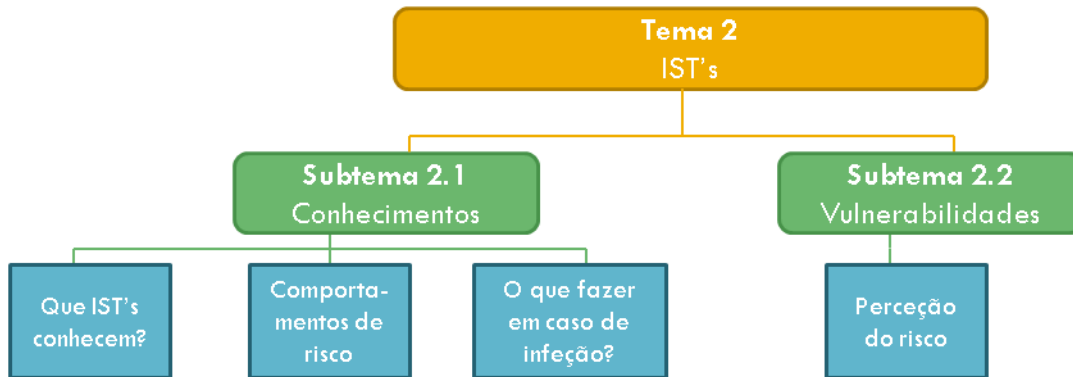 Tema 2
IST's
Subtema 2.1
Conhecimentos
Subtema 2.2
Vulnerabilidades
Que IST's
conhecem?
Comporta-
mentos de
risco
O que fazer
em caso de
infeção?
Perceção
do risco